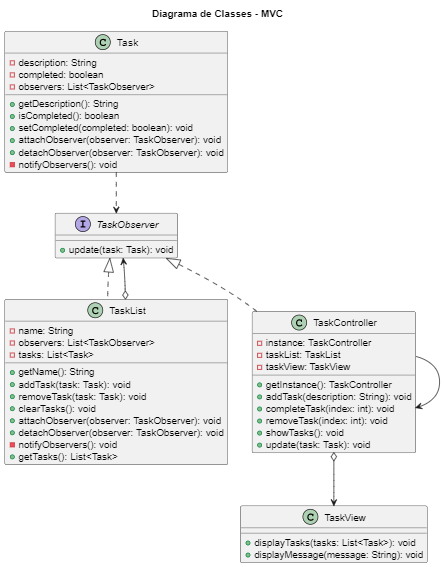 Diagrama de Classes - MVC
C Task
description: String
completed: boolean
observers: List<TaskObserver>
getDescription(): String
isCompleted(): boolean
setCompleted(completed: boolean): void
attachObserver(observer: TaskObserver): void
detachObserver(observer: TaskObserver): void
notifyObservers(): void
I TaskObserver
update(task: Task): void
C TaskList
name: String
observers: List<TaskObserver>
tasks: List<Task>
getName(): String
addTask(task: Task): void
removeTask(task: Task): void
clearTasks(): void
attachObserver(observer: TaskObserver): void
detachObserver(observer: TaskObserver): void
notifyObservers(): void
getTasks(): List<Task>
C TaskController
instance: TaskController
taskList: TaskList
taskView: TaskView
getInstance(): TaskController
addTask(description: String): void
completeTask(index: int): void
removeTask(index: int): void
showTasks(): void
update(task: Task): void
C TaskView
displayTasks(tasks: List<Task>): void
displayMessage(message: String): void